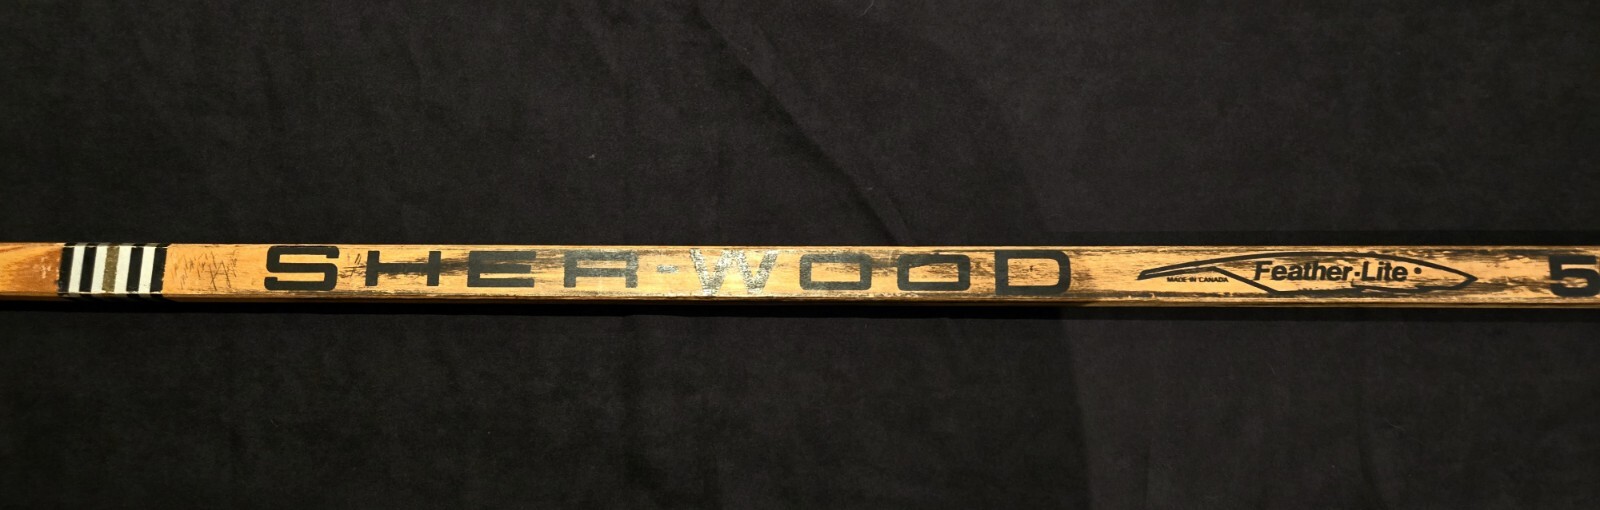 SHER-WOOD
MADE IN CANADA
Feather·Lite·
5